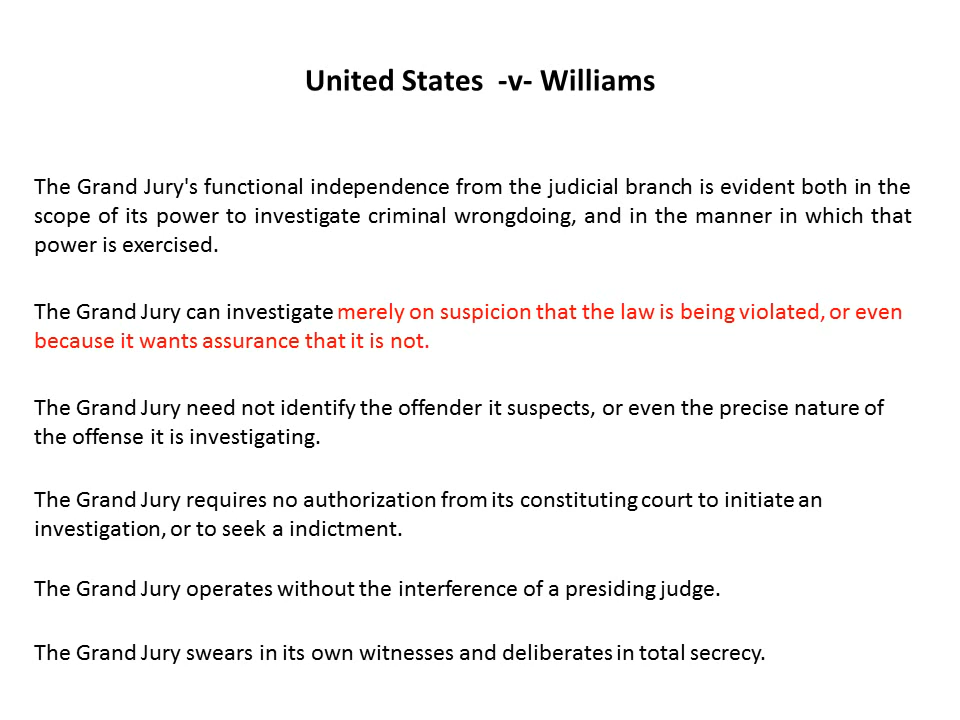 United States -v- Williams
The Grand Jury's functional independence from the judicial branch is evident both in the
scope of its power to investigate criminal wrongdoing, and in the manner in which that
power is exercised.
The Grand Jury can investigate merely on suspicion that the law is being violated, or even
because it wants assurance that it is not.
The Grand Jury need not identify the offender it suspects, or even the precise nature of
the offense it is investigating.
The Grand Jury requires no authorization from its constituting court to initiate an
investigation, or to seek a indictment.
The Grand Jury operates without the interference of a presiding judge.
The Grand Jury swears in its own witnesses and deliberates in total secrecy.